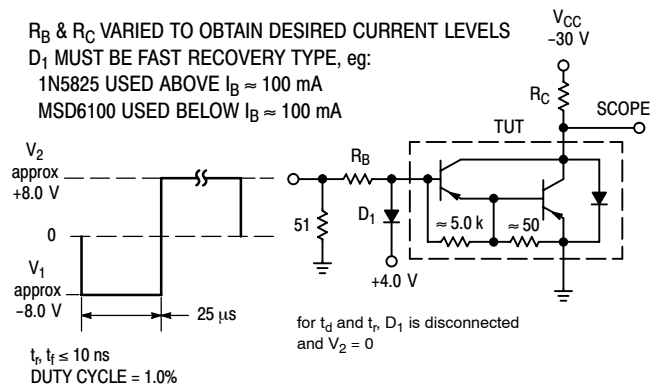 R_B & R_C VARIED TO OBTAIN DESIRED CURRENT LEVELS
D_1 MUST BE FAST RECOVERY TYPE, eg:
1N5825 USED ABOVE I_B ≈ 100 mA
MSD6100 USED BELOW I_B ≈ 100 mA
V_CC
-30 V
R_C
SCOPE
TUT
V_2
approx
+8.0 V
0
V_1
approx
-8.0 V
25 μs
t_r, t_f ≤ 10 ns
DUTY CYCLE = 1.0%
51
R_B
D_1
+4.0 V
≈ 5.0 k
≈ 50
for t_d and t_r, D_1 is disconnected
and V_2 = 0